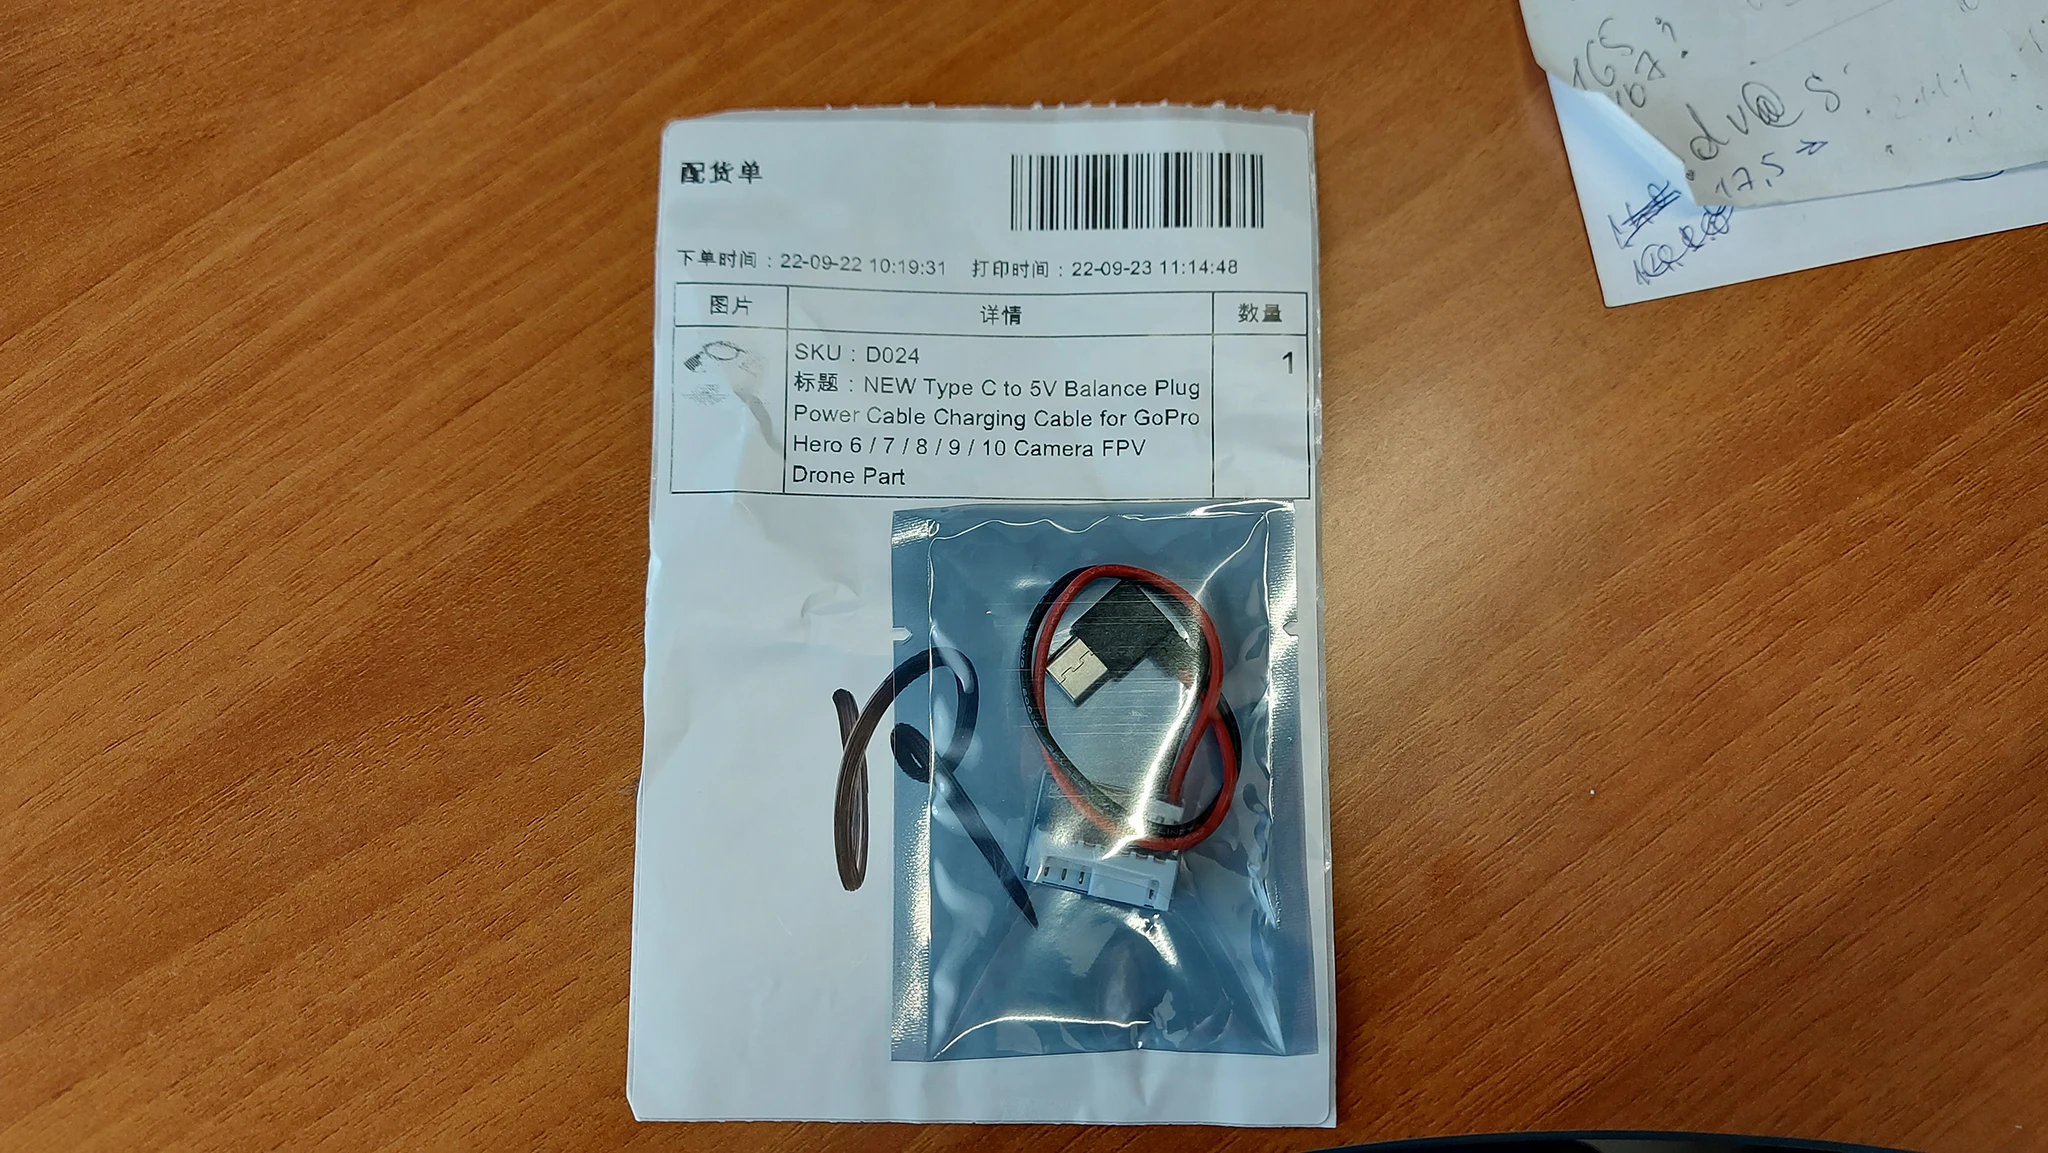 配货单
下单时间：22-09-22 10:19:31 打印时间：22-09-23 11:14:48
图片 详情 数量
SKU：D024 1
标题：NEW Type C to 5V Balance Plug
Power Cable Charging Cable for GoPro
Hero 6 / 7 / 8 / 9 / 10 Camera FPV
Drone Part
165
167?
dv@s
17,5